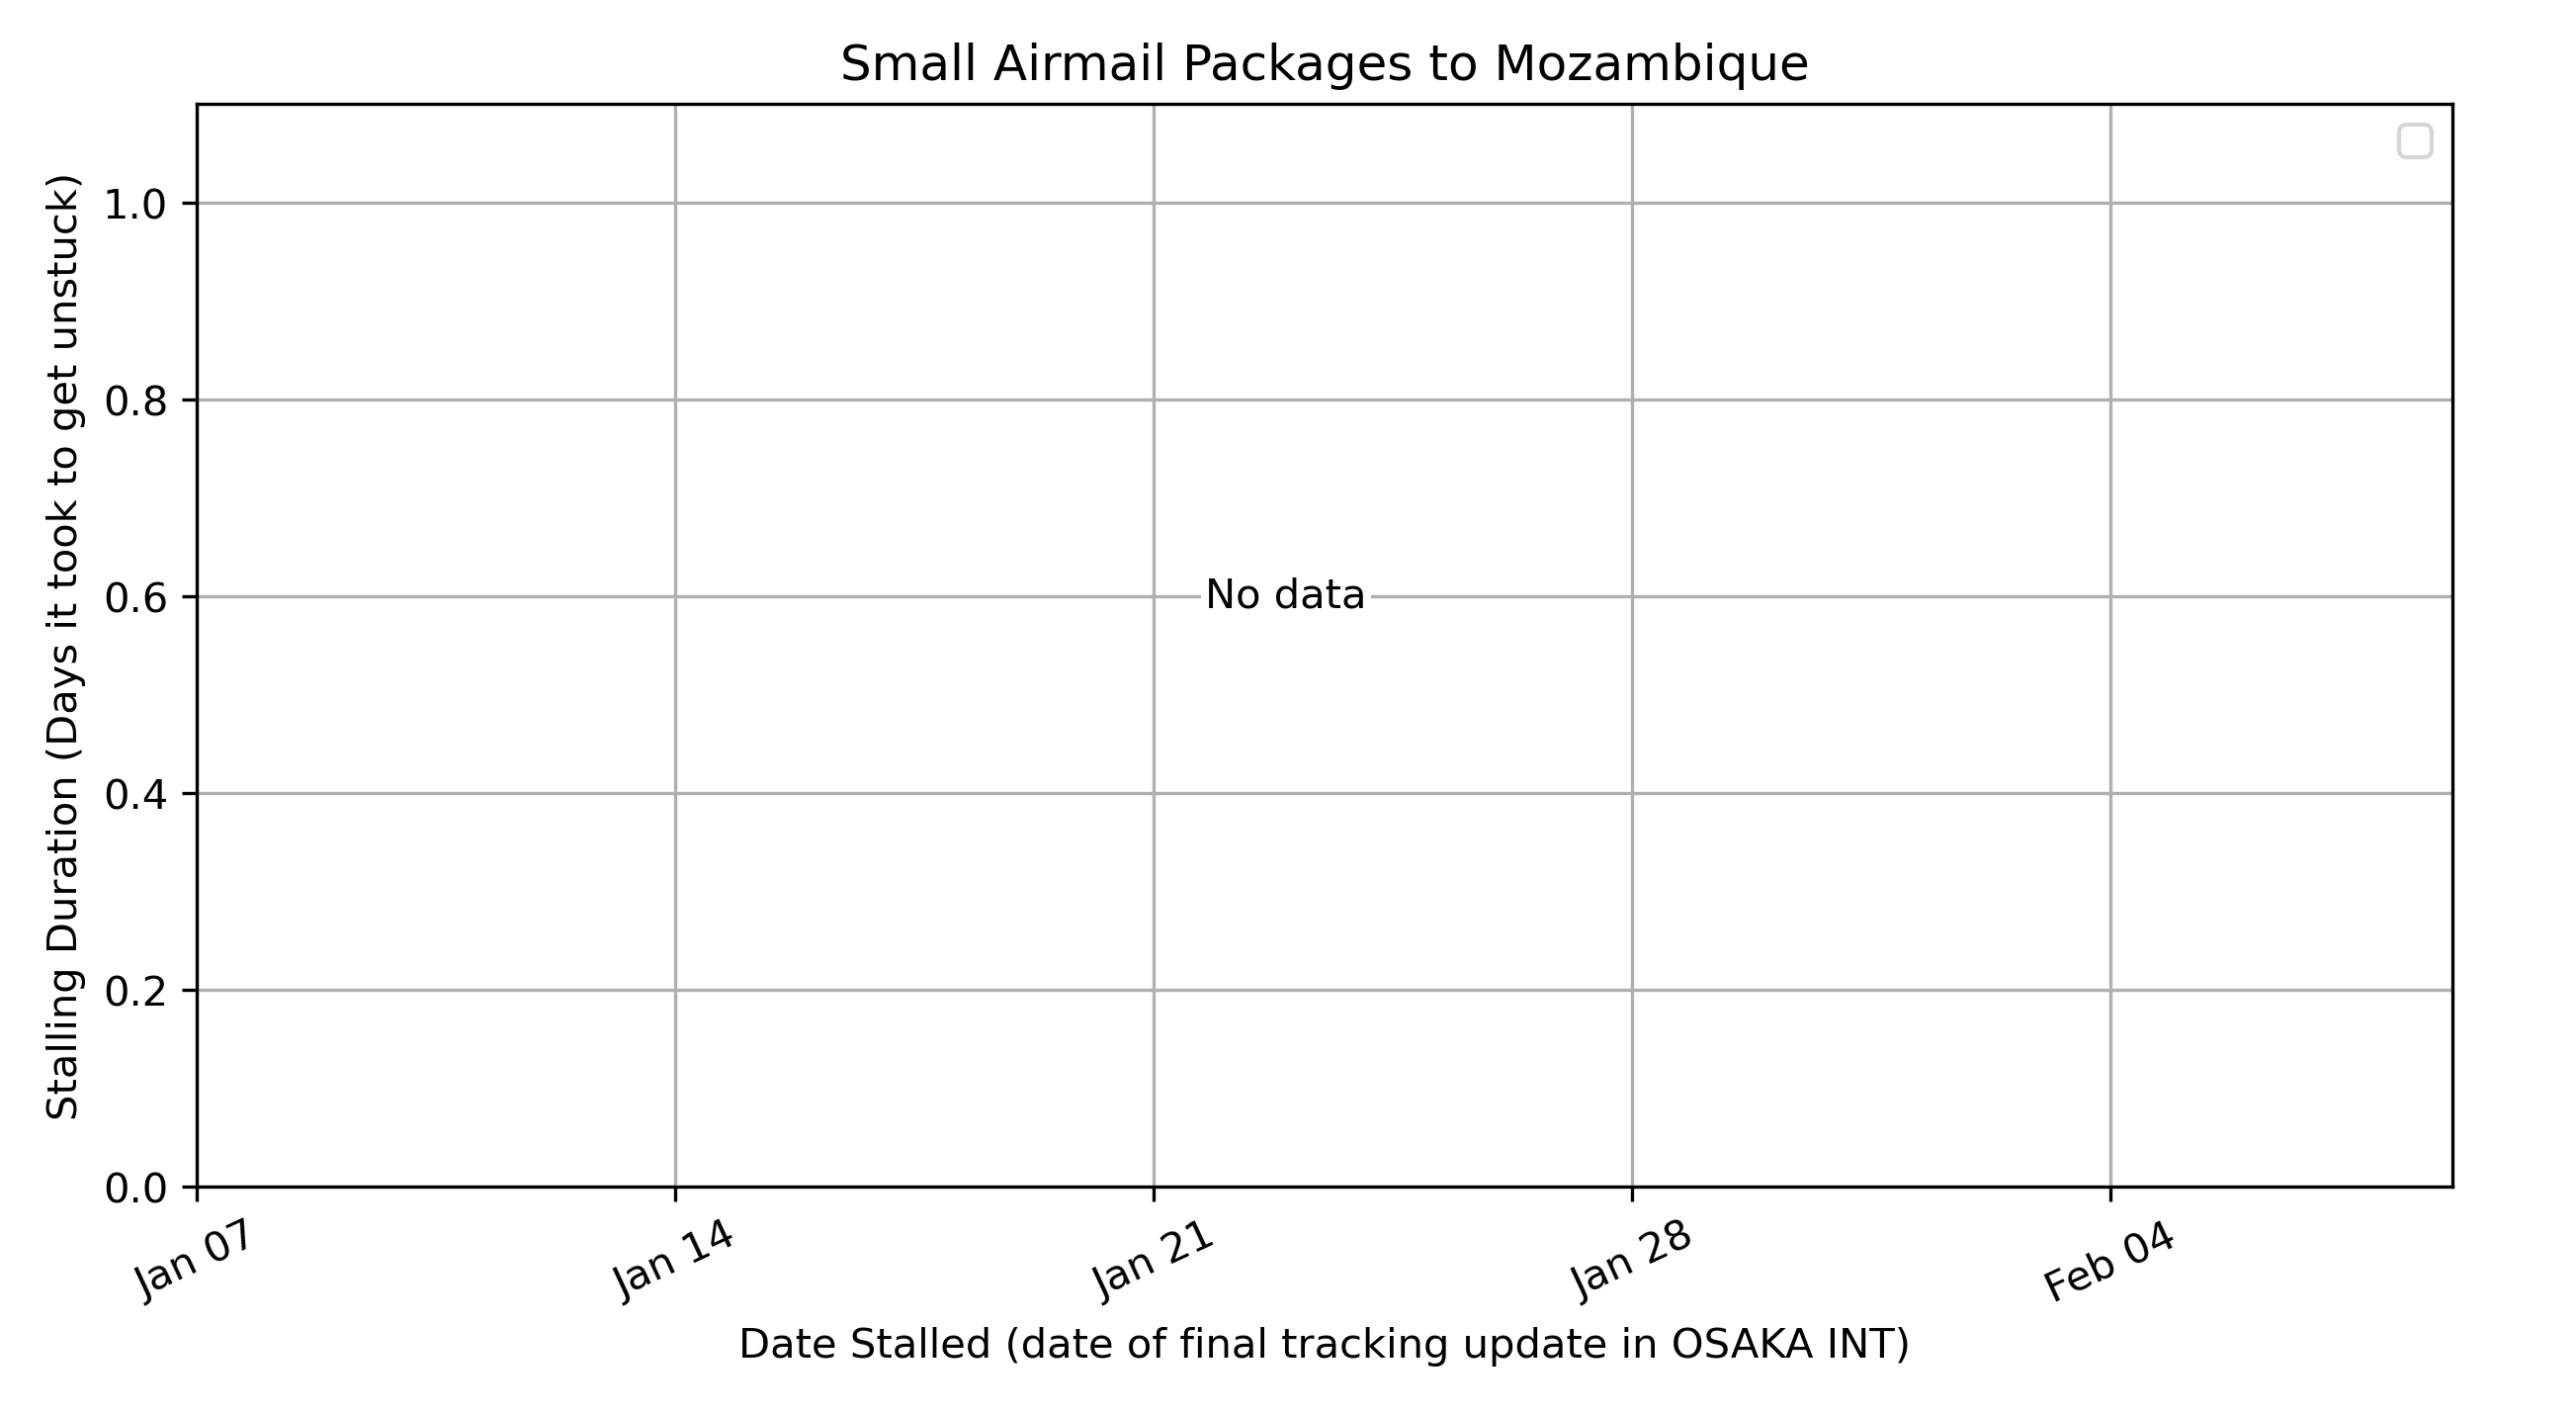 Small Airmail Packages to Mozambique
Stalling Duration (Days it took to get unstuck)
1.0
0.8
0.6
0.4
0.2
0.0
No data
Jan 07
Jan 14
Jan 21
Jan 28
Feb 04
Date Stalled (date of final tracking update in OSAKA INT)